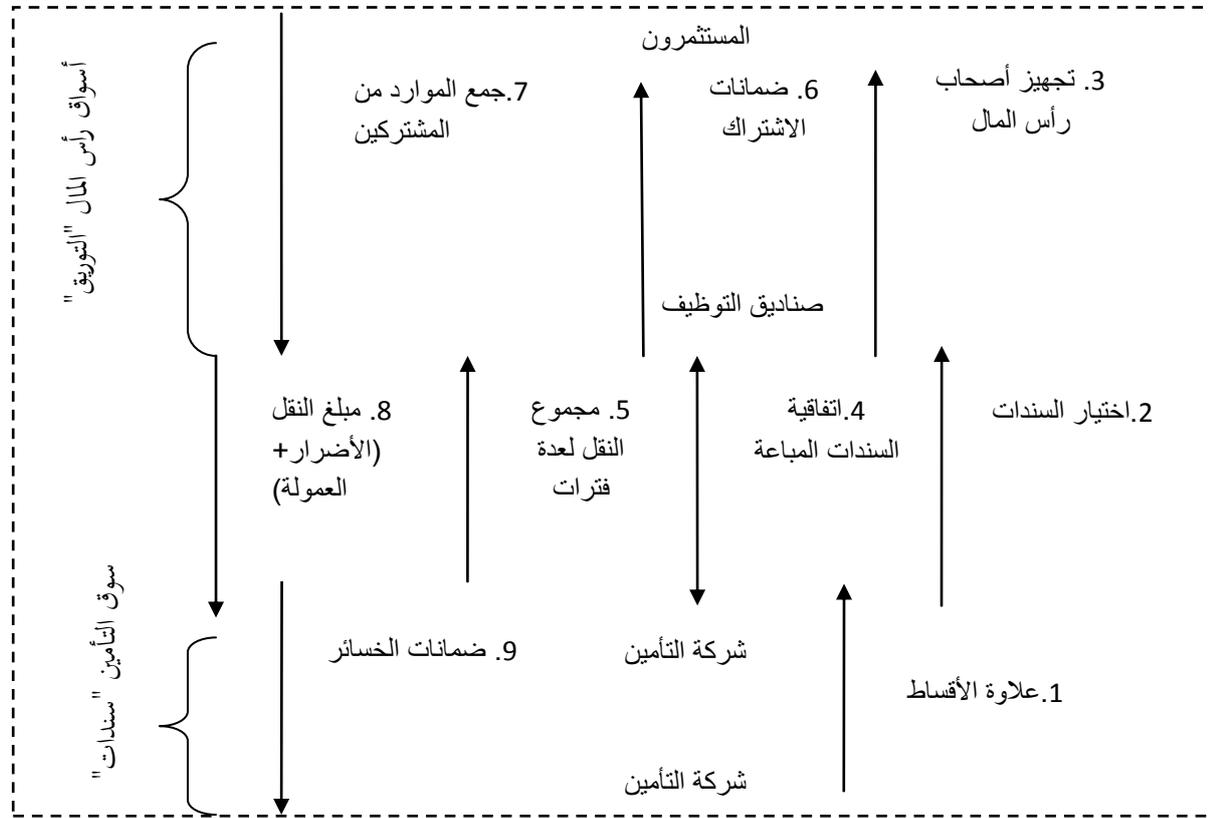 المستثمرون
3. تجهيز أصحاب
رأس المال
6. ضمانات
الاشتراك
7.جمع الموارد من
المشتركين
أسواق رأس المال "التوريق"
صناديق التوظيف
2.اختيار السندات
4.اتفاقية
السندات المباعة
5. مجموع
النقل لعدة
فترات
8. مبلغ النقل
(الأضرار+
العمولة)
سوق التأمين "سندات"
شركة التأمين
9. ضمانات الخسائر
1.علاوة الأقساط
شركة التأمين